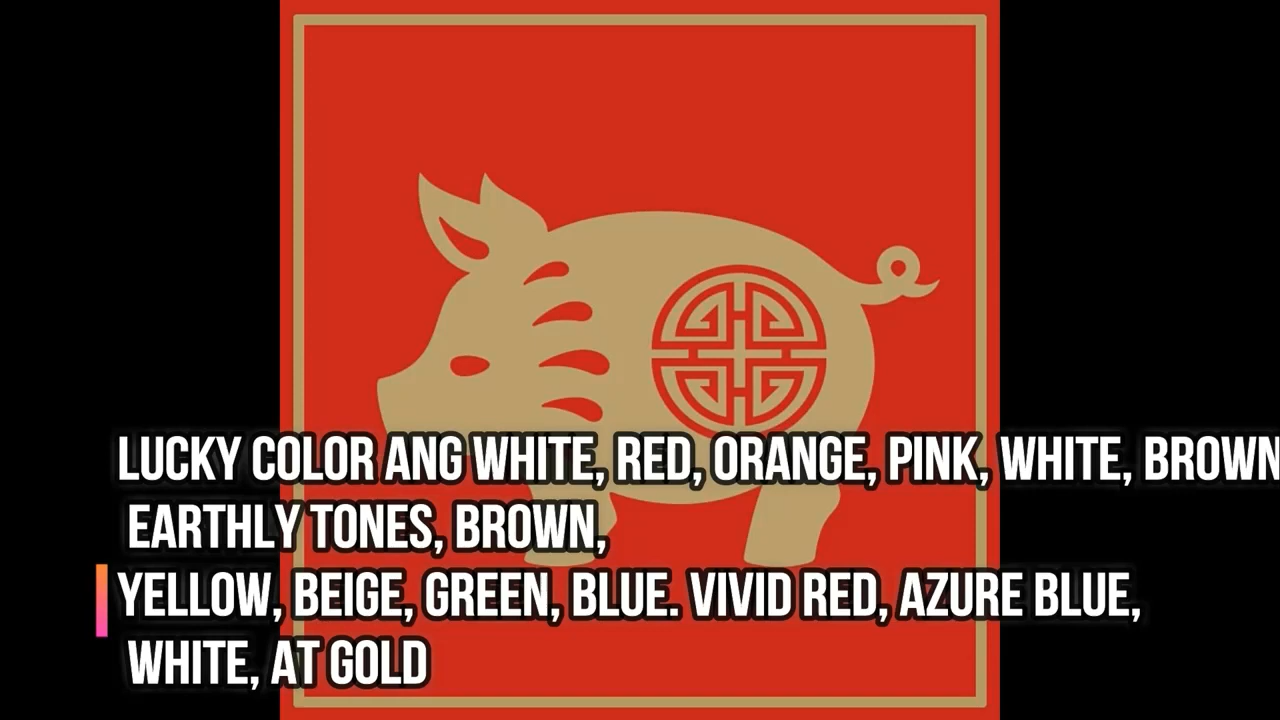 LUCKY COLOR ANG WHITE, RED, ORANGE, PINK, WHITE, BROWN
EARTHLY TONES, BROWN,
YELLOW, BEIGE, GREEN, BLUE. VIVID RED, AZURE BLUE,
WHITE, AT GOLD